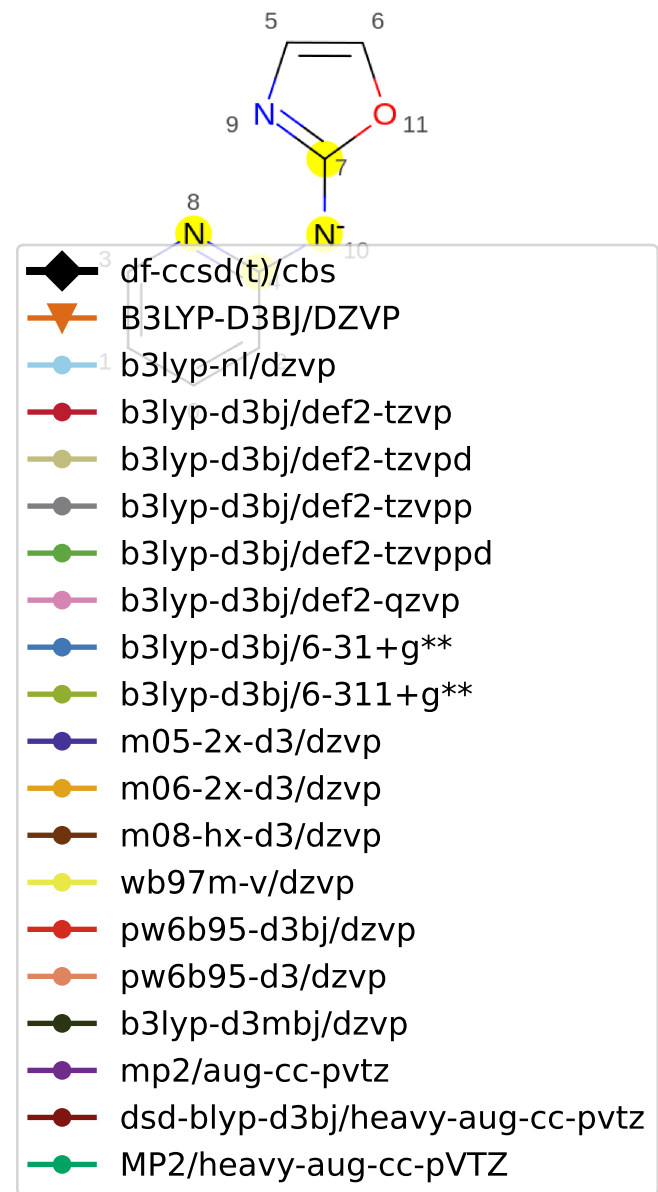 5 6
N O
9 11
7
8
N N-
10
3
df-ccsd(t)/cbs
B3LYP-D3BJ/DZVP
1
b3lyp-nl/dzvp
b3lyp-d3bj/def2-tzvp
b3lyp-d3bj/def2-tzvpd
b3lyp-d3bj/def2-tzvpp
b3lyp-d3bj/def2-tzvppd
b3lyp-d3bj/def2-qzvp
b3lyp-d3bj/6-31+g**
b3lyp-d3bj/6-311+g**
m05-2x-d3/dzvp
m06-2x-d3/dzvp
m08-hx-d3/dzvp
wb97m-v/dzvp
pw6b95-d3bj/dzvp
pw6b95-d3/dzvp
b3lyp-d3mbj/dzvp
mp2/aug-cc-pvtz
dsd-blyp-d3bj/heavy-aug-cc-pvtz
MP2/heavy-aug-cc-pVTZ